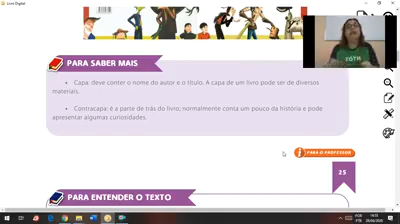 Livro Digital
PARA SABER MAIS
• Capa: deve conter o nome do autor e o título. A capa de um livro pode ser de diversos
materiais.
• Contracapa: é a parte de trás do livro; normalmente conta um pouco da história e pode
apresentar algumas curiosidades.
PARA O PROFESSOR
25
PARA ENTENDER O TEXTO